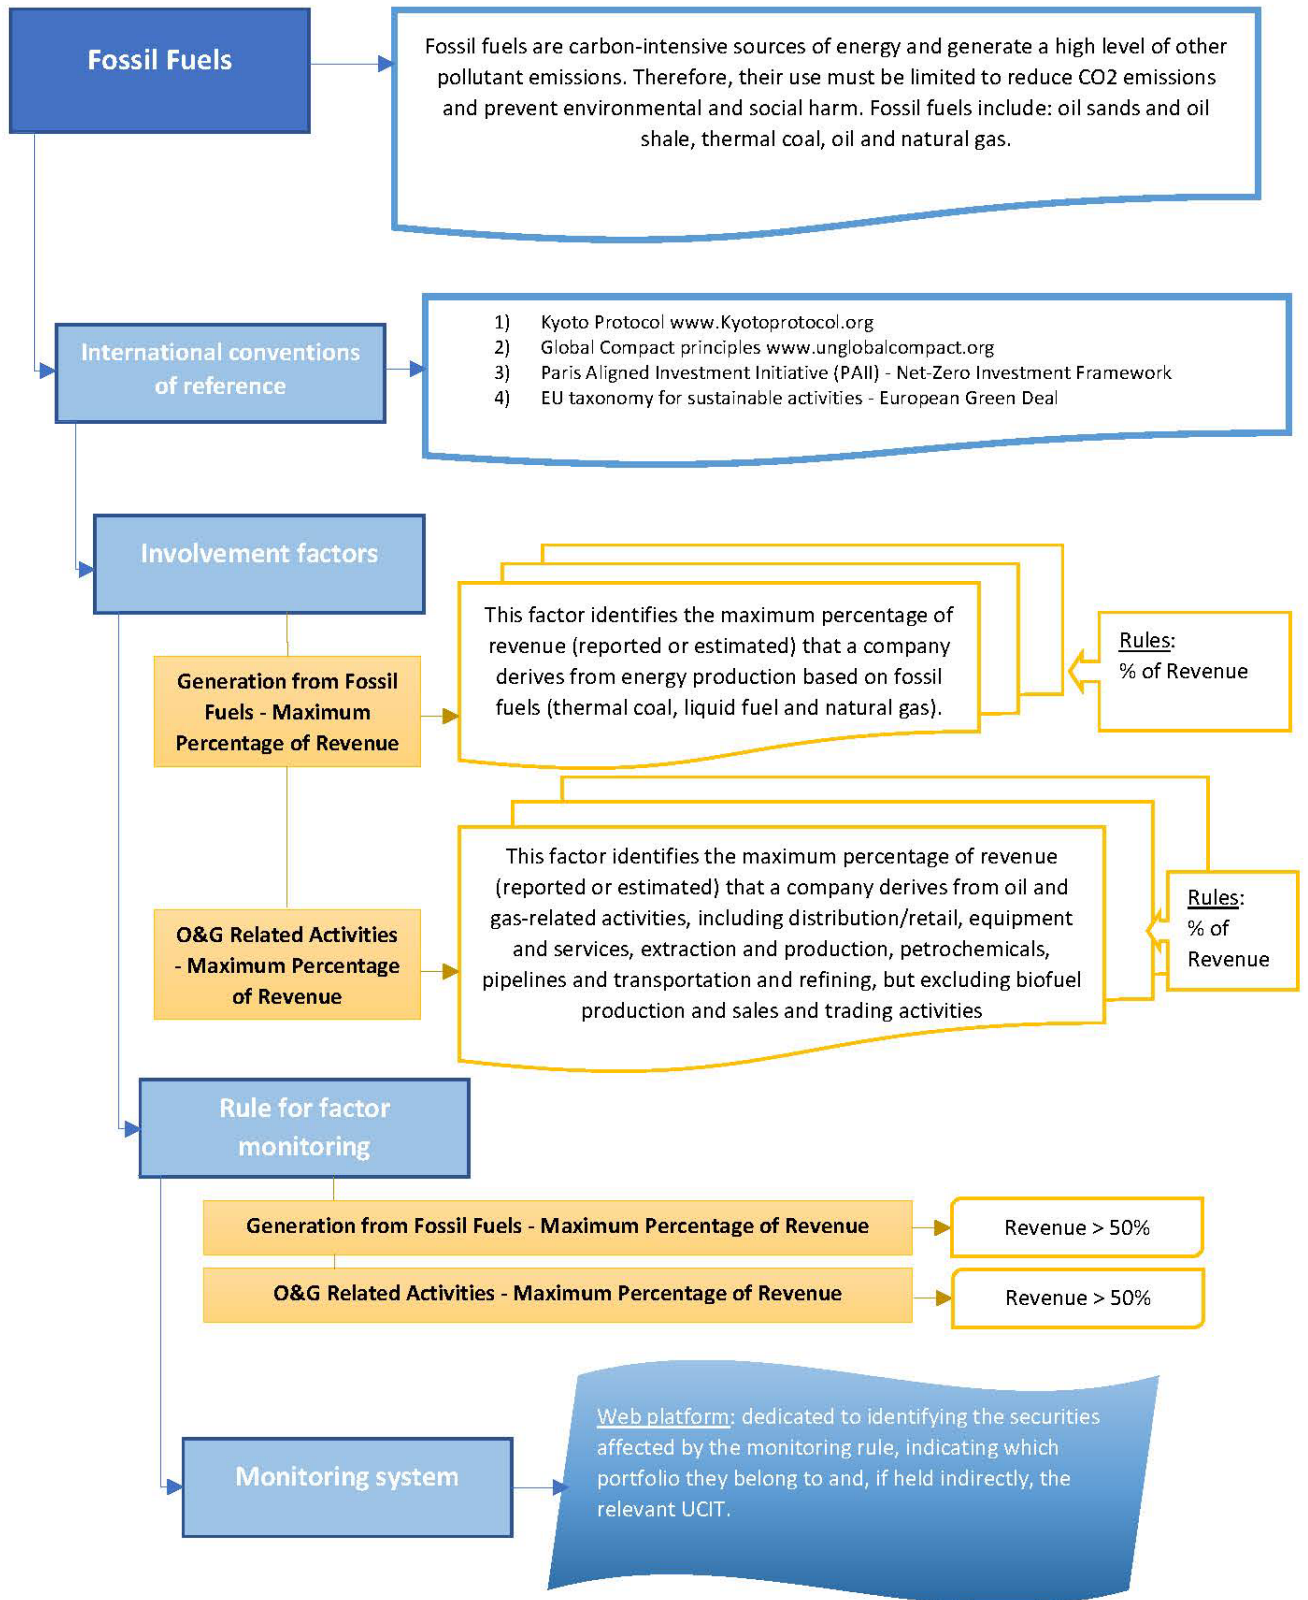 Fossil Fuels
Fossil fuels are carbon-intensive sources of energy and generate a high level of other
pollutant emissions. Therefore, their use must be limited to reduce CO2 emissions
and prevent environmental and social harm. Fossil fuels include: oil sands and oil
shale, thermal coal, oil and natural gas.
International conventions
of reference
1) Kyoto Protocol www.Kyotoprotocol.org
2) Global Compact principles www.unglobalcompact.org
3) Paris Aligned Investment Initiative (PAII) - Net-Zero Investment Framework
4) EU taxonomy for sustainable activities - European Green Deal
Involvement factors
Generation from Fossil
Fuels - Maximum
Percentage of Revenue
This factor identifies the maximum percentage of
revenue (reported or estimated) that a company
derives from energy production based on fossil
fuels (thermal coal, liquid fuel and natural gas).
Rules:
% of Revenue
O&G Related Activities
- Maximum Percentage
of Revenue
This factor identifies the maximum percentage of revenue
(reported or estimated) that a company derives from oil and
gas-related activities, including distribution/retail, equipment
and services, extraction and production, petrochemicals,
pipelines and transportation and refining, but excluding biofuel
production and sales and trading activities
Rules:
% of
Revenue
Rule for factor
monitoring
Generation from Fossil Fuels - Maximum Percentage of Revenue
Revenue > 50%
O&G Related Activities - Maximum Percentage of Revenue
Revenue > 50%
Monitoring system
Web platform: dedicated to identifying the securities
affected by the monitoring rule, indicating which
portfolio they belong to and, if held indirectly, the
relevant UCIT.